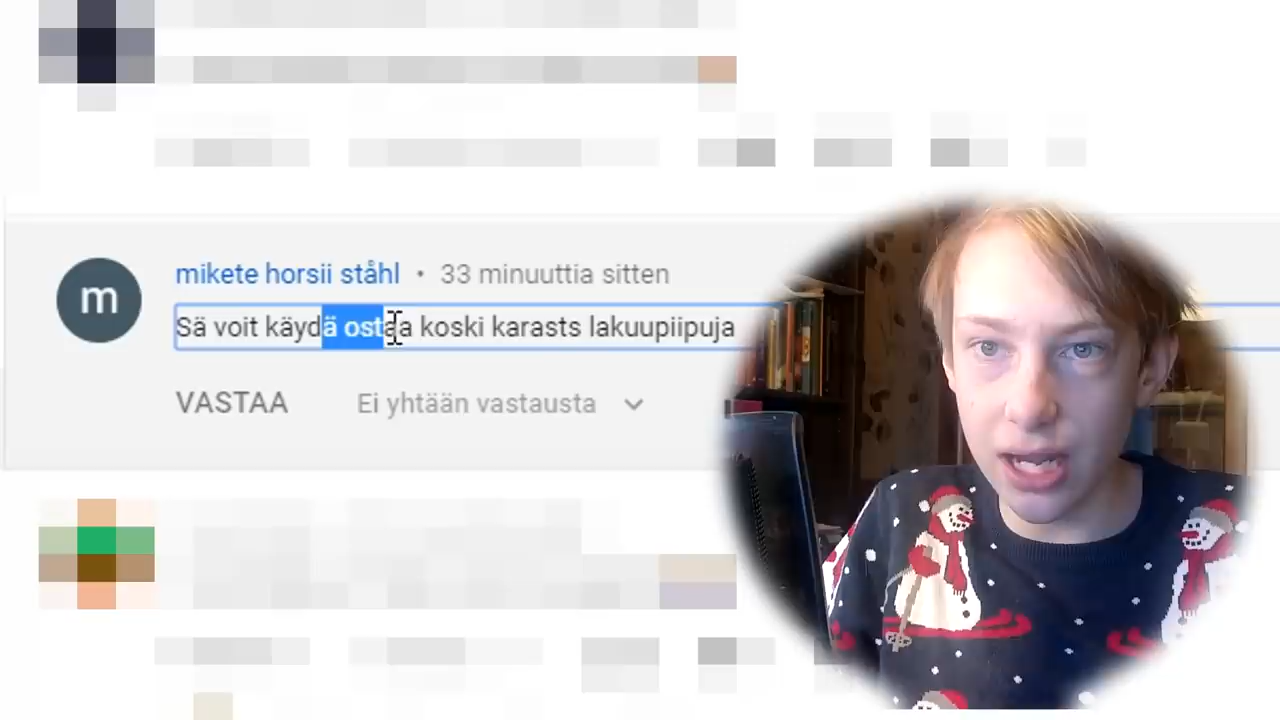 m
mikete horsii ståhl • 33 minuuttia sitten
Sä voit käydä ostaa koski karasts lakuupiipuja
VASTAA Ei yhtään vastausta